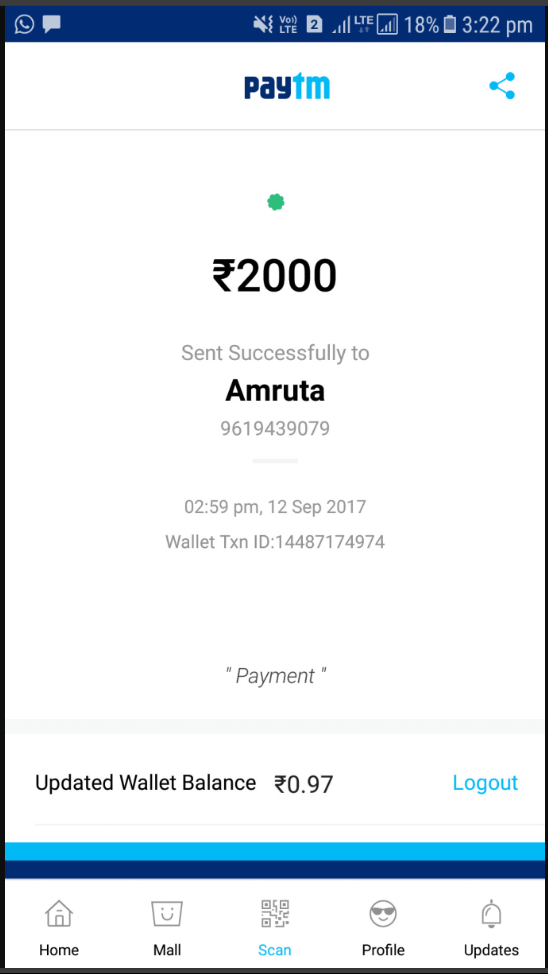 Vo))
LTE
2
LTE
18%
3:22 pm
paytm
₹2000
Sent Successfully to
Amruta
9619439079
02:59 pm, 12 Sep 2017
Wallet Txn ID:14487174974
" Payment "
Updated Wallet Balance ₹0.97 Logout
Home Mall Scan Profile Updates